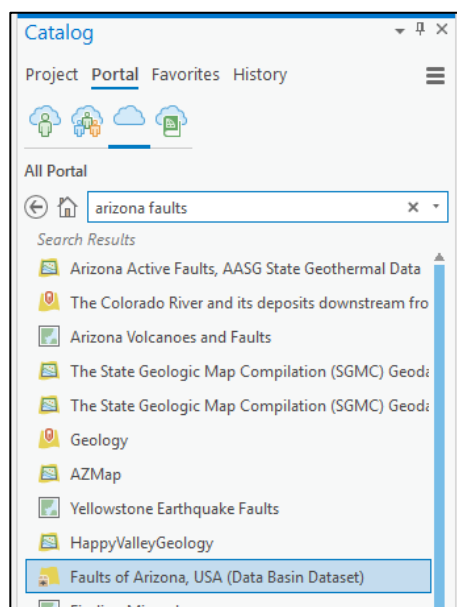 Catalog
Project Portal Favorites History
All Portal
arizona faults
Search Results
Arizona Active Faults, AASG State Geothermal Data
The Colorado River and its deposits downstream fro
Arizona Volcanoes and Faults
The State Geologic Map Compilation (SGMC) Geoda
The State Geologic Map Compilation (SGMC) Geoda
Geology
AZMap
Yellowstone Earthquake Faults
HappyValleyGeology
Faults of Arizona, USA (Data Basin Dataset)